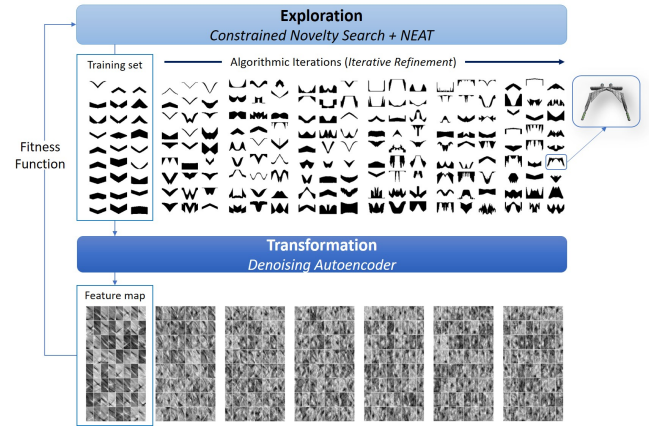 Exploration
Constrained Novelty Search + NEAT
Training set
Algorithmic Iterations (Iterative Refinement)
Fitness
Function
Transformation
Denoising Autoencoder
Feature map